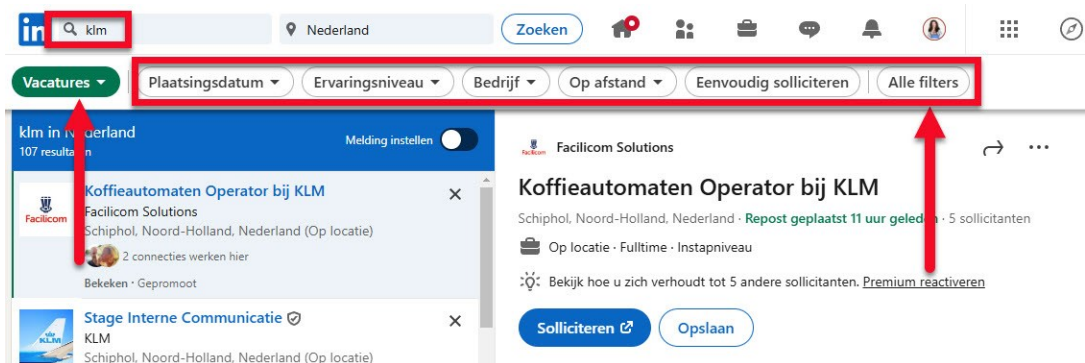 in klm Nederland Zoeken
Vacatures Plaatsingsdatum Ervaringsniveau Bedrijf Op afstand Eenvoudig solliciteren Alle filters
klm in Nederland
107 resultaten
Melding instellen
Facilicom
Koffieautomaten Operator bij KLM
Facilicom Solutions
Schiphol, Noord-Holland, Nederland (Op locatie)
2 connecties werken hier
Bekeken · Gepromoot
KLM
Stage Interne Communicatie
KLM
Schiphol, Noord-Holland, Nederland (Op locatie)
Facilicom Facilicom Solutions
Koffieautomaten Operator bij KLM
Schiphol, Noord-Holland, Nederland · Repost geplaatst 11 uur geleden · 5 sollicitanten
Op locatie · Fulltime · Instapniveau
Bekijk hoe u zich verhoudt tot 5 andere sollicitanten. Premium reactiveren
Solliciteren Opslaan